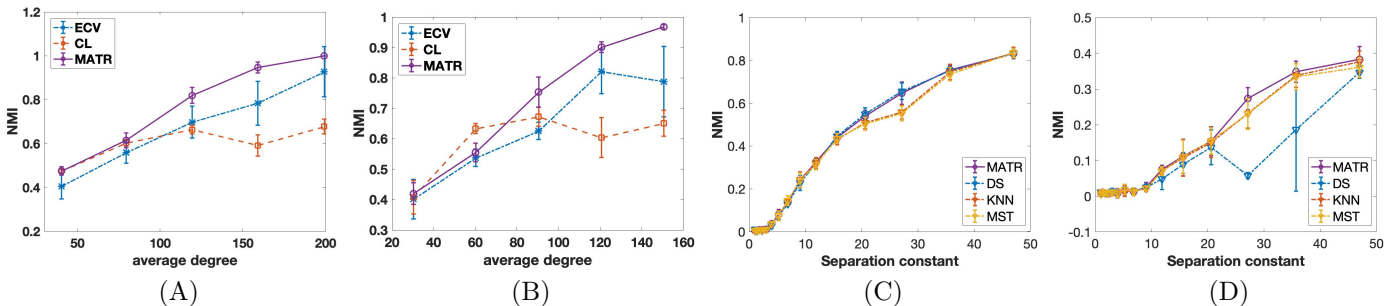 1.2
1
0.8
0.6
0.4
0.2
NMI
50
100
150
200
average degree
ECV
CL
MATR
(A)
1
0.9
0.8
0.7
0.6
0.5
0.4
0.3
NMI
20
40
60
80
100
120
140
160
average degree
ECV
CL
MATR
(B)
1
0.8
0.6
0.4
0.2
0
NMI
0
10
20
30
40
50
Separation constant
MATR
DS
KNN
MST
(C)
0.5
0.4
0.3
0.2
0.1
0
-0.1
NMI
0
10
20
30
40
50
Separation constant
MATR
DS
KNN
MST
(D)